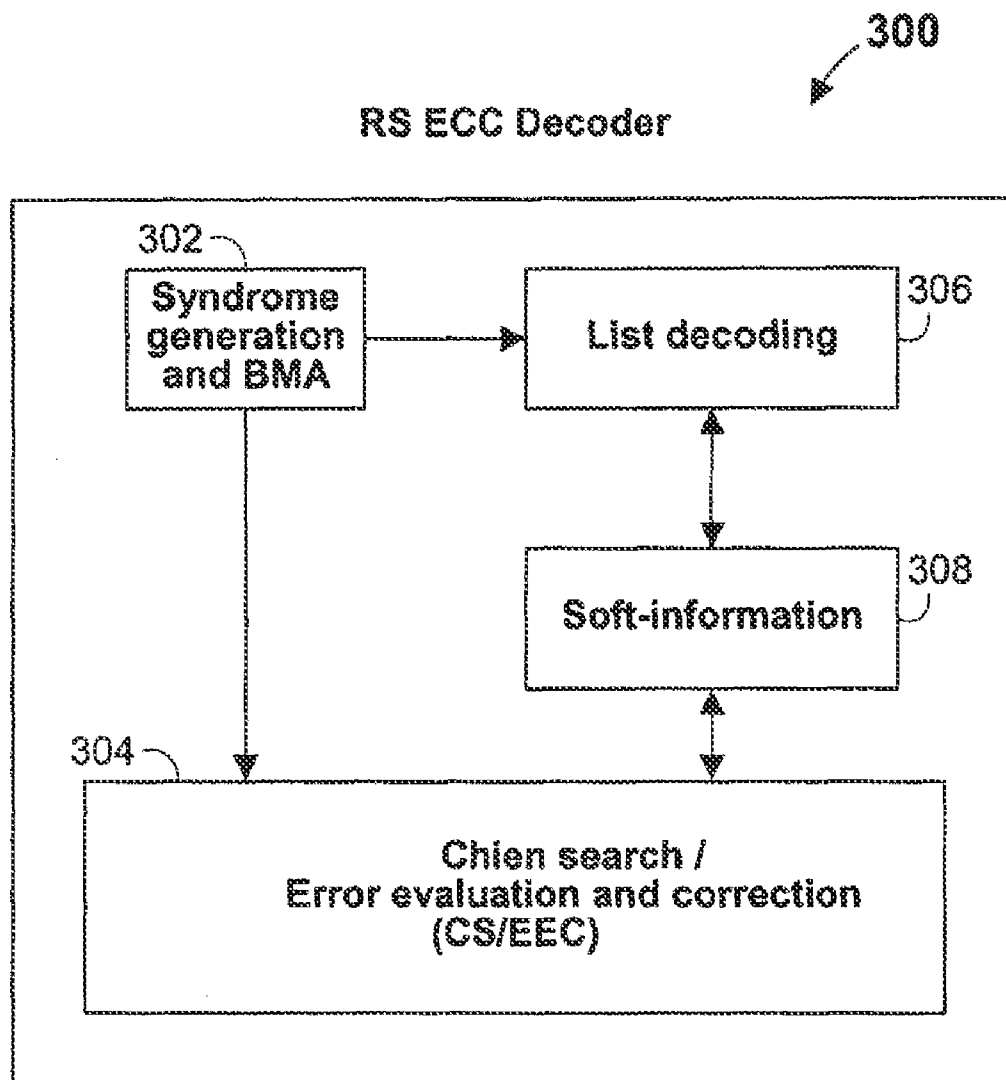 300
RS ECC Decoder
302
Syndrome
generation
and BMA
List decoding
306
Soft-information
308
304
Chien search /
Error evaluation and correction
(CS/EEC)